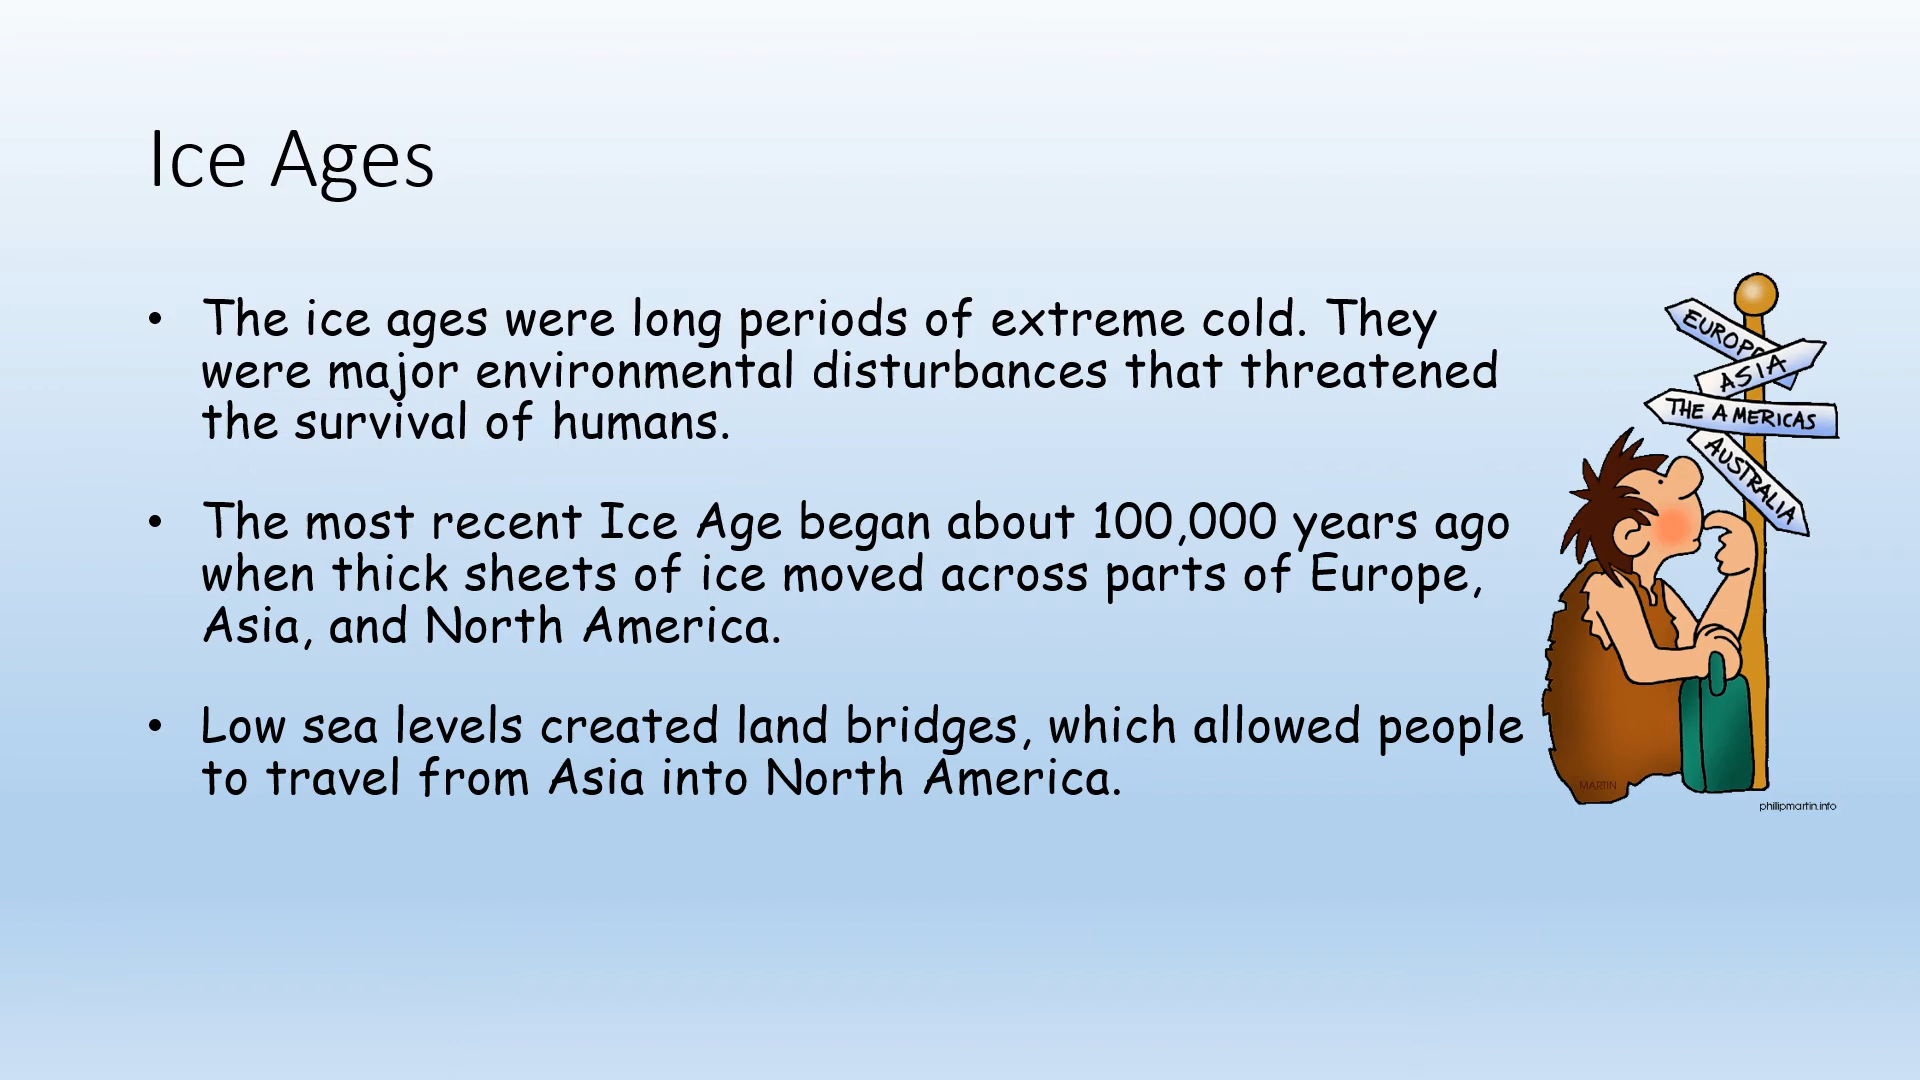 Ice Ages
• The ice ages were long periods of extreme cold. They
were major environmental disturbances that threatened
the survival of humans.
• The most recent Ice Age began about 100,000 years ago
when thick sheets of ice moved across parts of Europe,
Asia, and North America.
• Low sea levels created land bridges, which allowed people
to travel from Asia into North America.
EUROPE
ASIA
THE AMERICAS
AUSTRALIA
MARTIN
phillipmartin.info